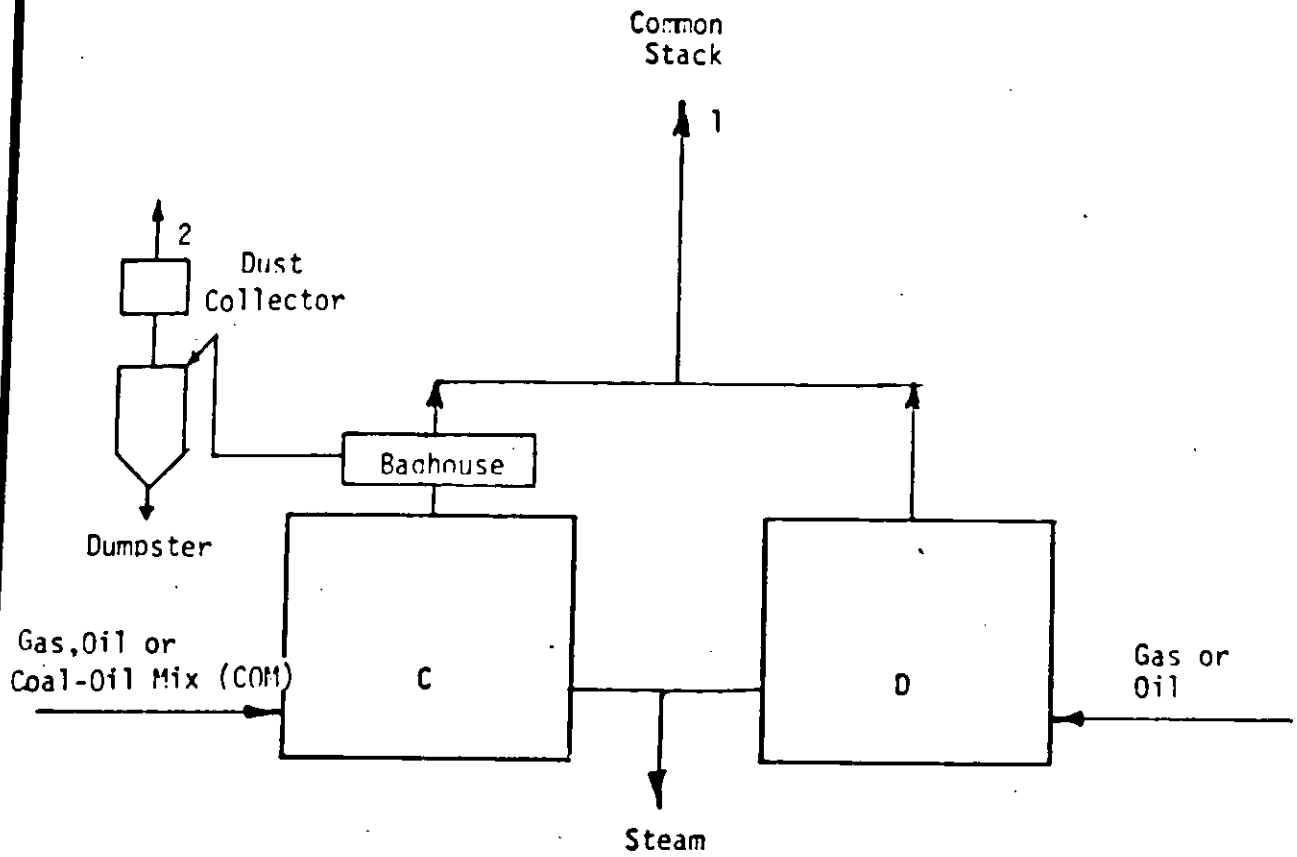 Common
Stack
1
2
Dust
Collector
Baghouse
Dumpster
Gas,Oil or
Coal-Oil Mix (COM)
C
D
Gas or
Oil
Steam